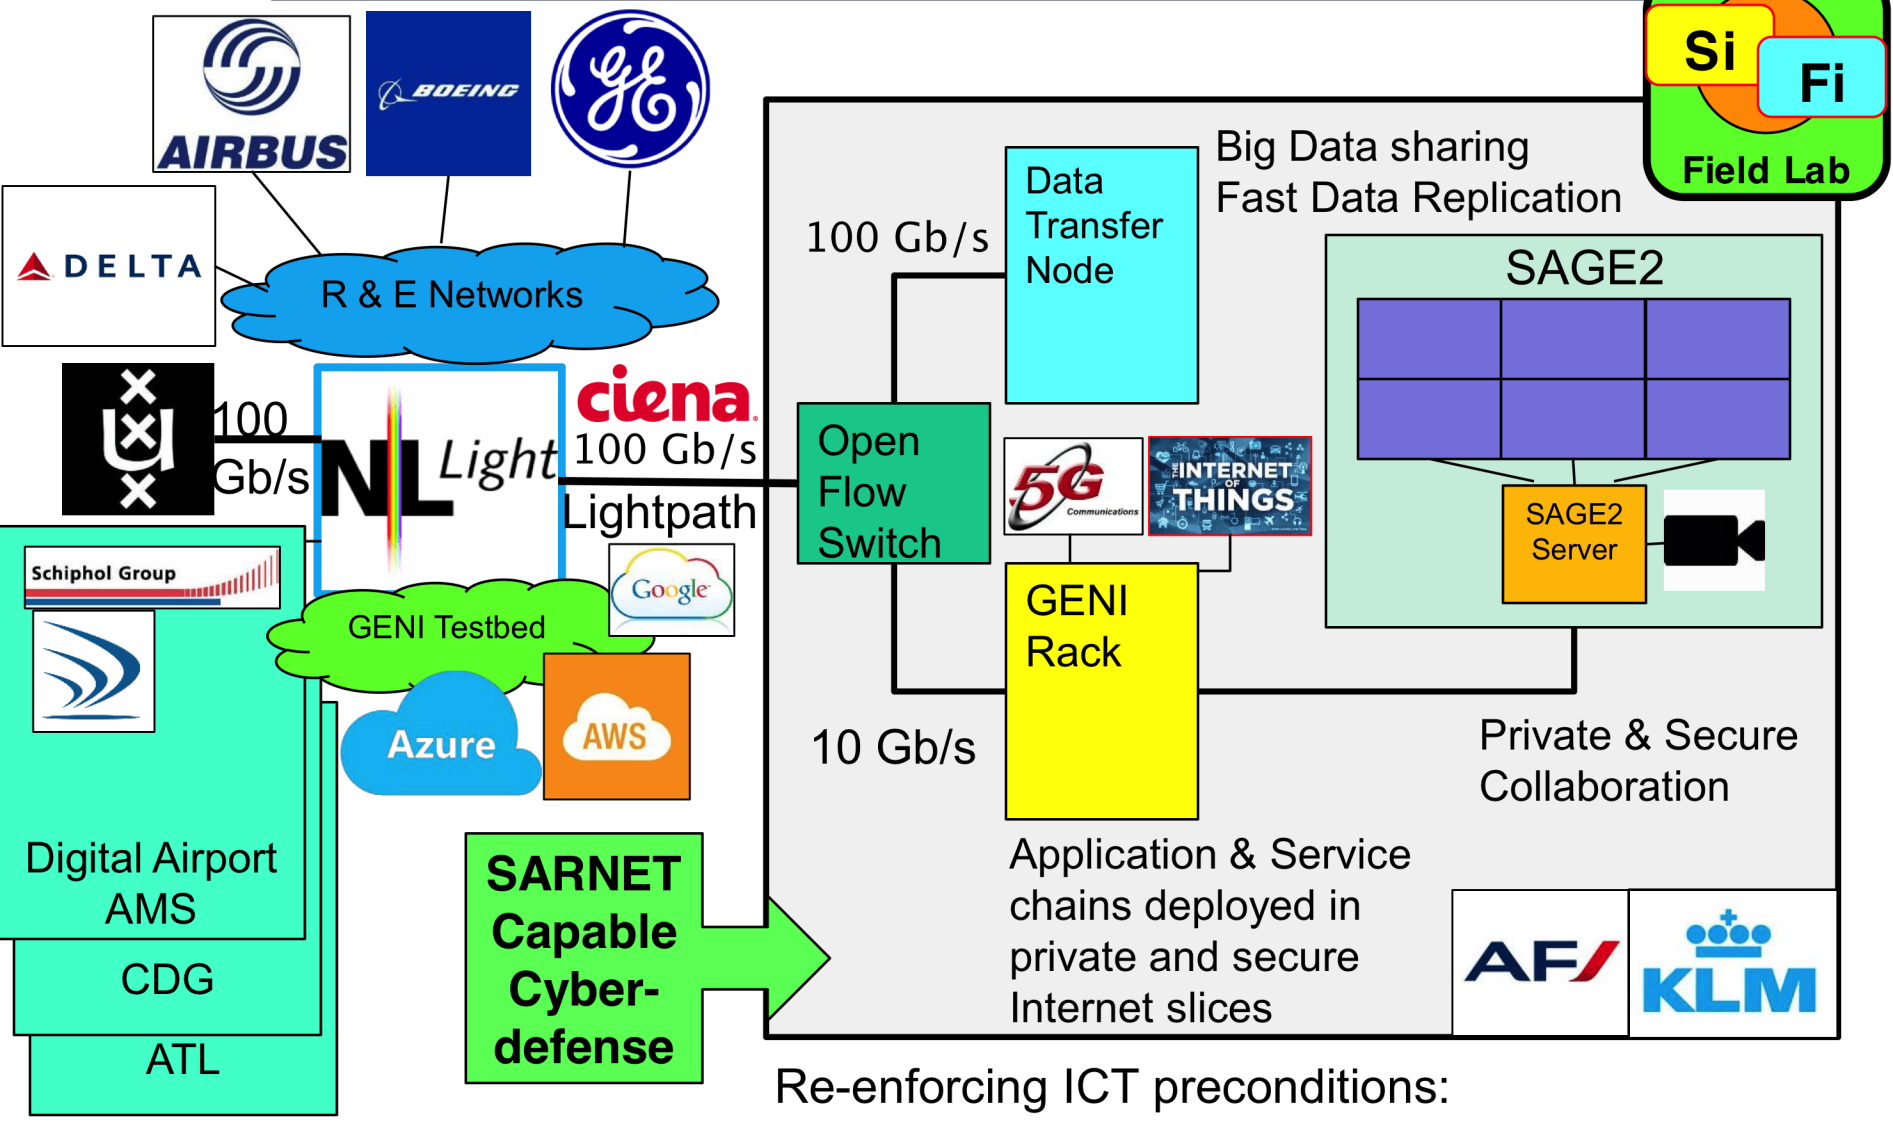 AIRBUS
BOEING
GE
Si
Fi
Field Lab
DELTA
R & E Networks
Big Data sharing
Fast Data Replication
Data
Transfer
Node
100 Gb/s
SAGE2
100
Gb/s
U
NL Light
ciena
100 Gb/s
Lightpath
Open
Flow
Switch
5G
Communications
THE
INTERNET
OF
THINGS
SAGE2
Server
Schiphol Group
Google
GENI Testbed
GENI
Rack
Azure
AWS
10 Gb/s
Private & Secure
Collaboration
Digital Airport
AMS
CDG
ATL
SARNET
Capable
Cyber-
defense
Application & Service
chains deployed in
private and secure
Internet slices
AF
KLM
Re-enforcing ICT preconditions: